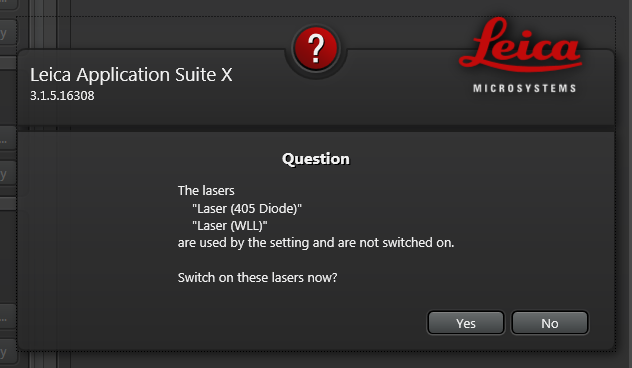 y
?
Leica
MICROSYSTEMS
Leica Application Suite X
3.1.5.16308
...
y
Question
The lasers
"Laser (405 Diode)"
"Laser (WLL)"
are used by the setting and are not switched on.
Switch on these lasers now?
...
Yes
No
y